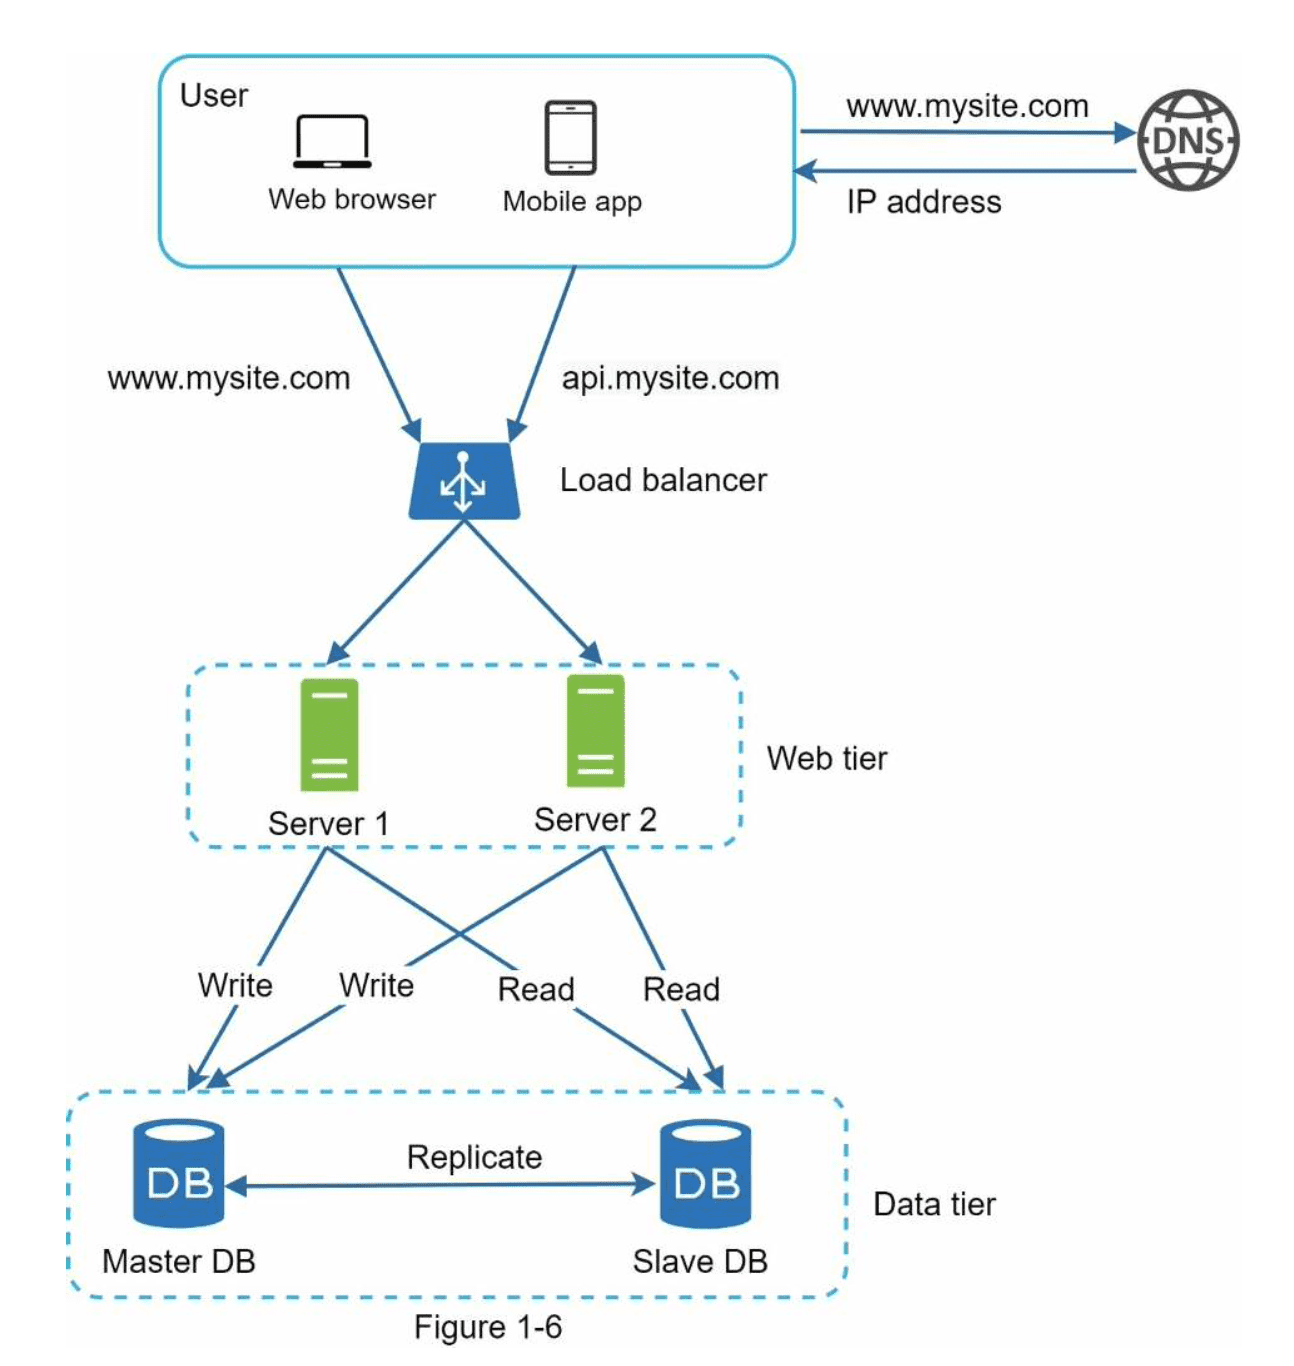 User
www.mysite.com
DNS
Web browser
Mobile app
IP address
www.mysite.com
api.mysite.com
Load balancer
Web tier
Server 1
Server 2
Write
Write
Read
Read
Replicate
DB
DB
Data tier
Master DB
Slave DB
Figure 1-6